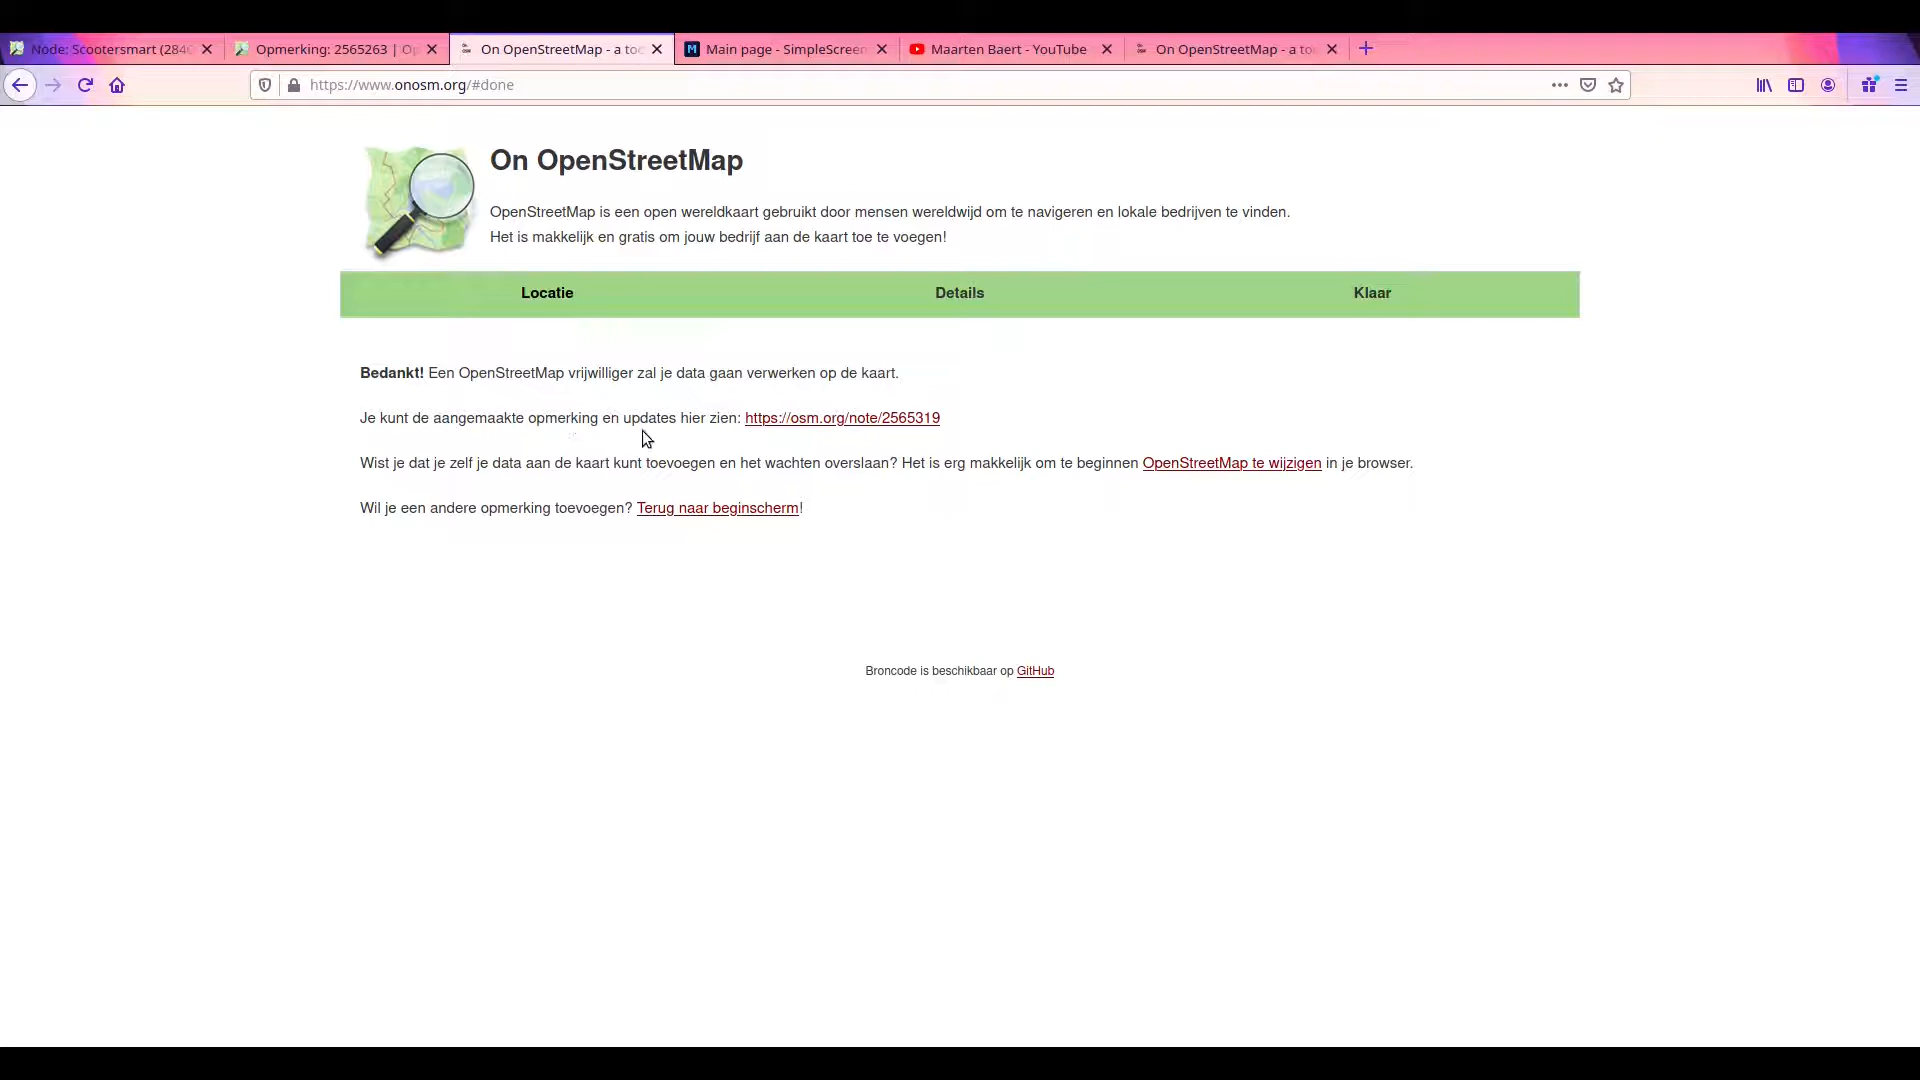 Node: Scootersmart (2840
Opmerking: 2565263 | Op
On OpenStreetMap - a too
Main page - SimpleScreen
Maarten Baert - YouTube
On OpenStreetMap - a too
https://www.onosm.org/#done
On OpenStreetMap
OpenStreetMap is een open wereldkaart gebruikt door mensen wereldwijd om te navigeren en lokale bedrijven te vinden.
Het is makkelijk en gratis om jouw bedrijf aan de kaart toe te voegen!
Locatie
Details
Klaar
Bedankt! Een OpenStreetMap vrijwilliger zal je data gaan verwerken op de kaart.
Je kunt de aangemaakte opmerking en updates hier zien: https://osm.org/note/2565319
Wist je dat je zelf je data aan de kaart kunt toevoegen en het wachten overslaan? Het is erg makkelijk om te beginnen OpenStreetMap te wijzigen in je browser.
Wil je een andere opmerking toevoegen? Terug naar beginscherm!
Broncode is beschikbaar op GitHub